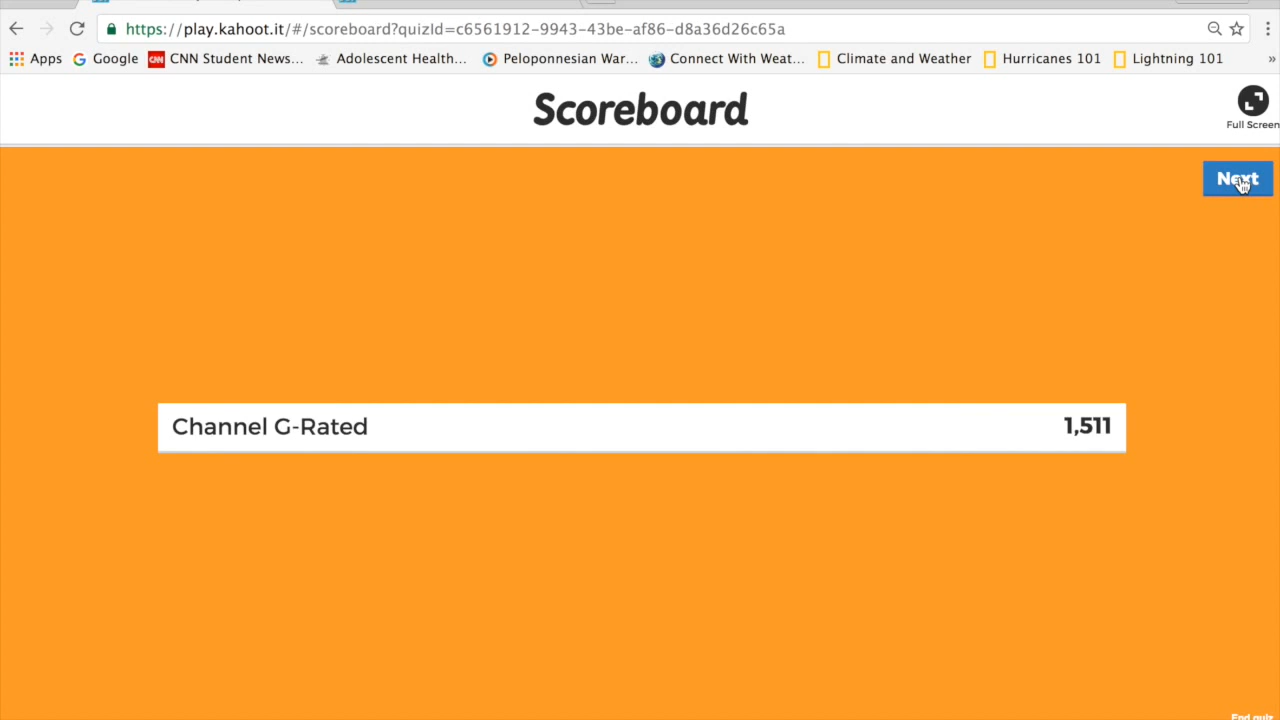 https://play.kahoot.it/#/scoreboard?quizId=c6561912-9943-43be-af86-d8a36d26c65a
Apps Google CNN Student News... Adolescent Health... Peloponnesian War... Connect With Weat... Climate and Weather Hurricanes 101 Lightning 101 »
Scoreboard
Full Screen
Next
Channel G-Rated 1,511
End quiz